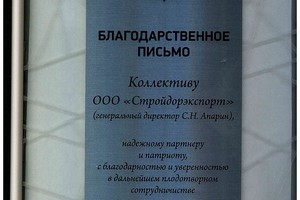 БЛАГОДАРСТВЕННОЕ
ПИСЬМО
Коллективу
ООО «Стройдорэкспорт»
(генеральный директор С.Н. Апарин),
надежному партнеру
и патриоту,
с благодарностью и уверенностью
в дальнейшем плодотворном
сотрудничестве